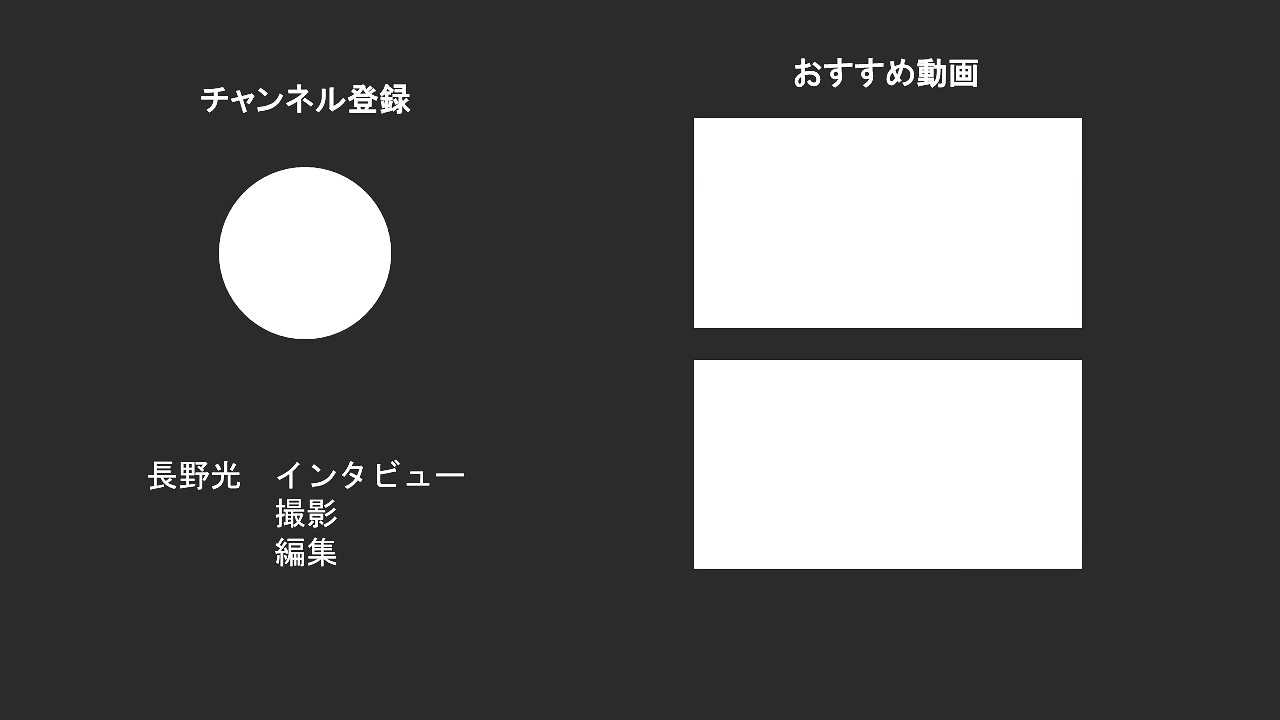 チャンネル登録
おすすめ動画
長野光　インタビュー
撮影
編集